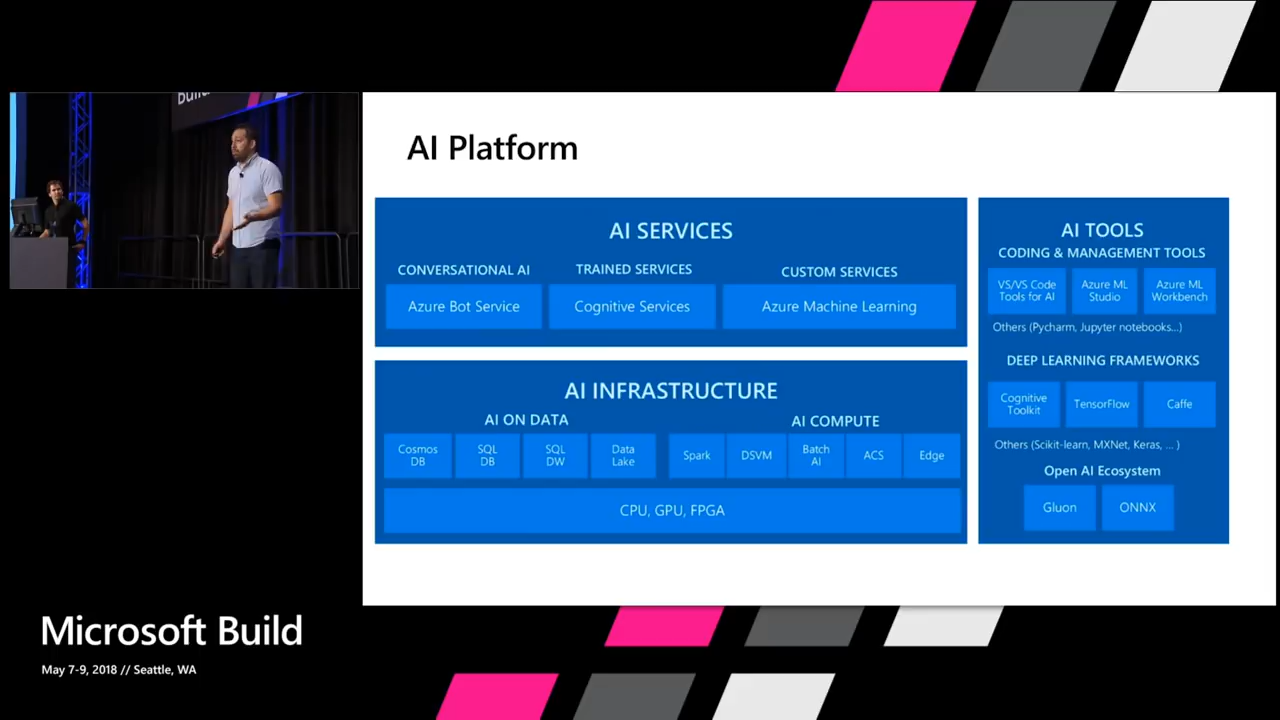 Buil
AI Platform
AI SERVICES
CONVERSATIONAL AI
Azure Bot Service
TRAINED SERVICES
Cognitive Services
CUSTOM SERVICES
Azure Machine Learning
AI INFRASTRUCTURE
AI ON DATA
Cosmos
DB
SQL
DB
SQL
DW
Data
Lake
AI COMPUTE
Spark
DSVM
Batch
AI
ACS
Edge
CPU, GPU, FPGA
AI TOOLS
CODING & MANAGEMENT TOOLS
VS/VS Code
Tools for AI
Azure ML
Studio
Azure ML
Workbench
Others (Pycharm, Jupyter notebooks...)
DEEP LEARNING FRAMEWORKS
Cognitive
Toolkit
TensorFlow
Caffe
Others (Scikit-learn, MXNet, Keras, ... )
Open AI Ecosystem
Gluon
ONNX
Microsoft Build
May 7-9, 2018 // Seattle, WA